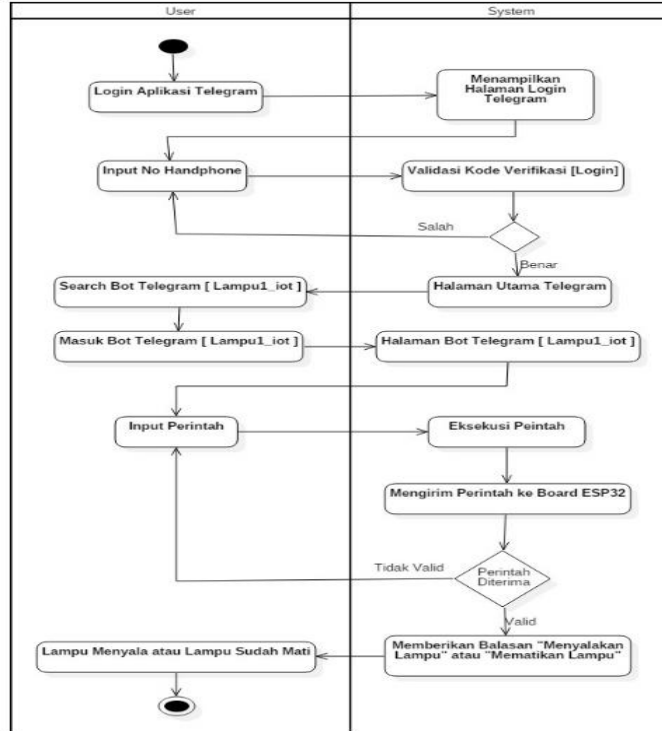 User
System
Login Aplikasi Telegram
Menampilkan
Halaman Login
Telegram
Input No Handphone
Validasi Kode Verifikasi [Login]
Salah
Benar
Search Bot Telegram [ Lampu1_iot ]
Halaman Utama Telegram
Masuk Bot Telegram [ Lampu1_iot ]
Halaman Bot Telegram [ Lampu1_iot ]
Input Perintah
Eksekusi Peintah
Mengirim Perintah ke Board ESP32
Tidak Valid
Perintah
Diterima
Valid
Lampu Menyala atau Lampu Sudah Mati
Memberikan Balasan "Menyalakan
Lampu" atau "Mematikan Lampu"